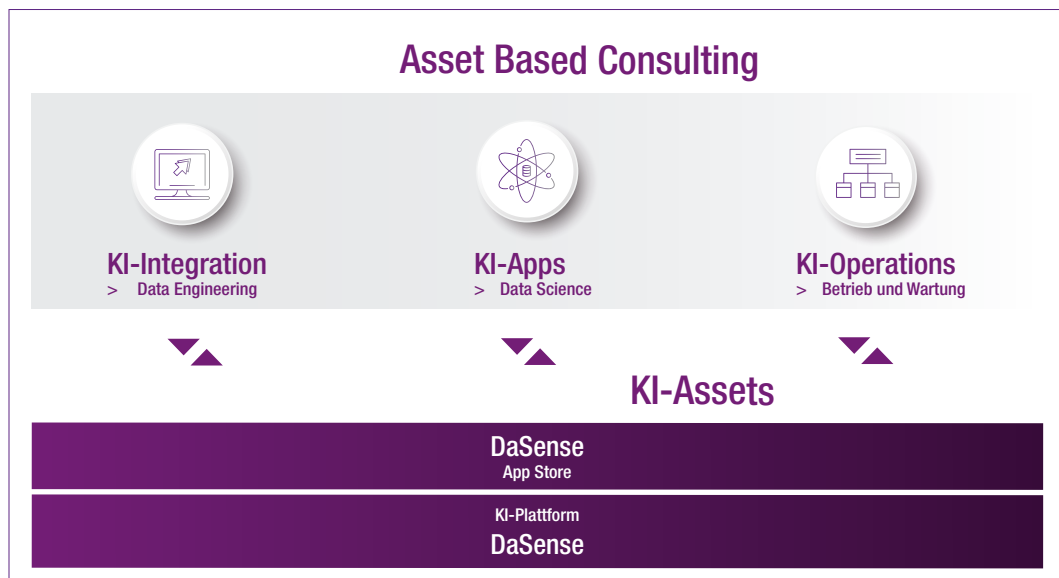 Asset Based Consulting
KI-Integration
> Data Engineering
KI-Apps
> Data Science
KI-Operations
> Betrieb und Wartung
KI-Assets
DaSense
App Store
KI-Plattform
DaSense